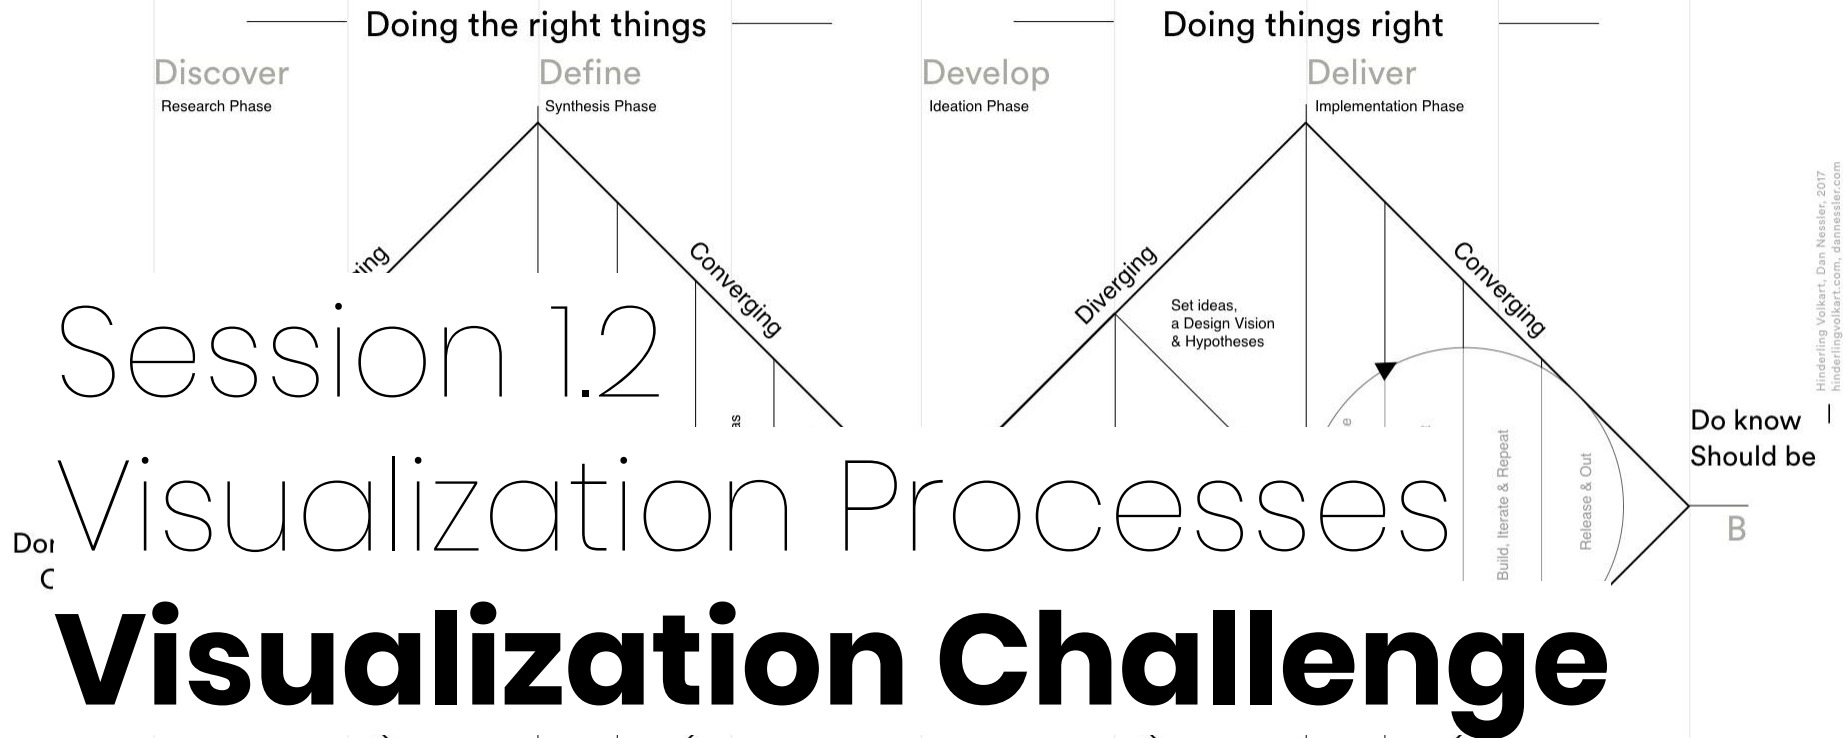 Doing the right things
Doing things right
Discover
Define
Develop
Deliver
Research Phase
Synthesis Phase
Ideation Phase
Implementation Phase
Converging
Diverging
Converging
Set ideas,
a Design Vision
& Hypotheses
Hinderling Volkart, Dan Nessler, 2017
hinderlingvolkart.com, dannessler.com
Session 1.2
Do know
Should be
Visualization Processes
Build, Iterate & Repeat
Release & Out
B
Visualization Challenge